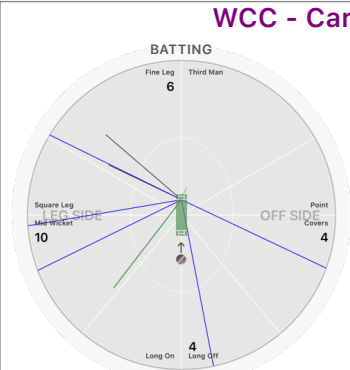 WCC - Car
BATTING
Fine Leg Third Man
6
Square Leg Point
LEG SIDE OFF SIDE
Mid Wicket Covers
10 4
4
Long On Long Off